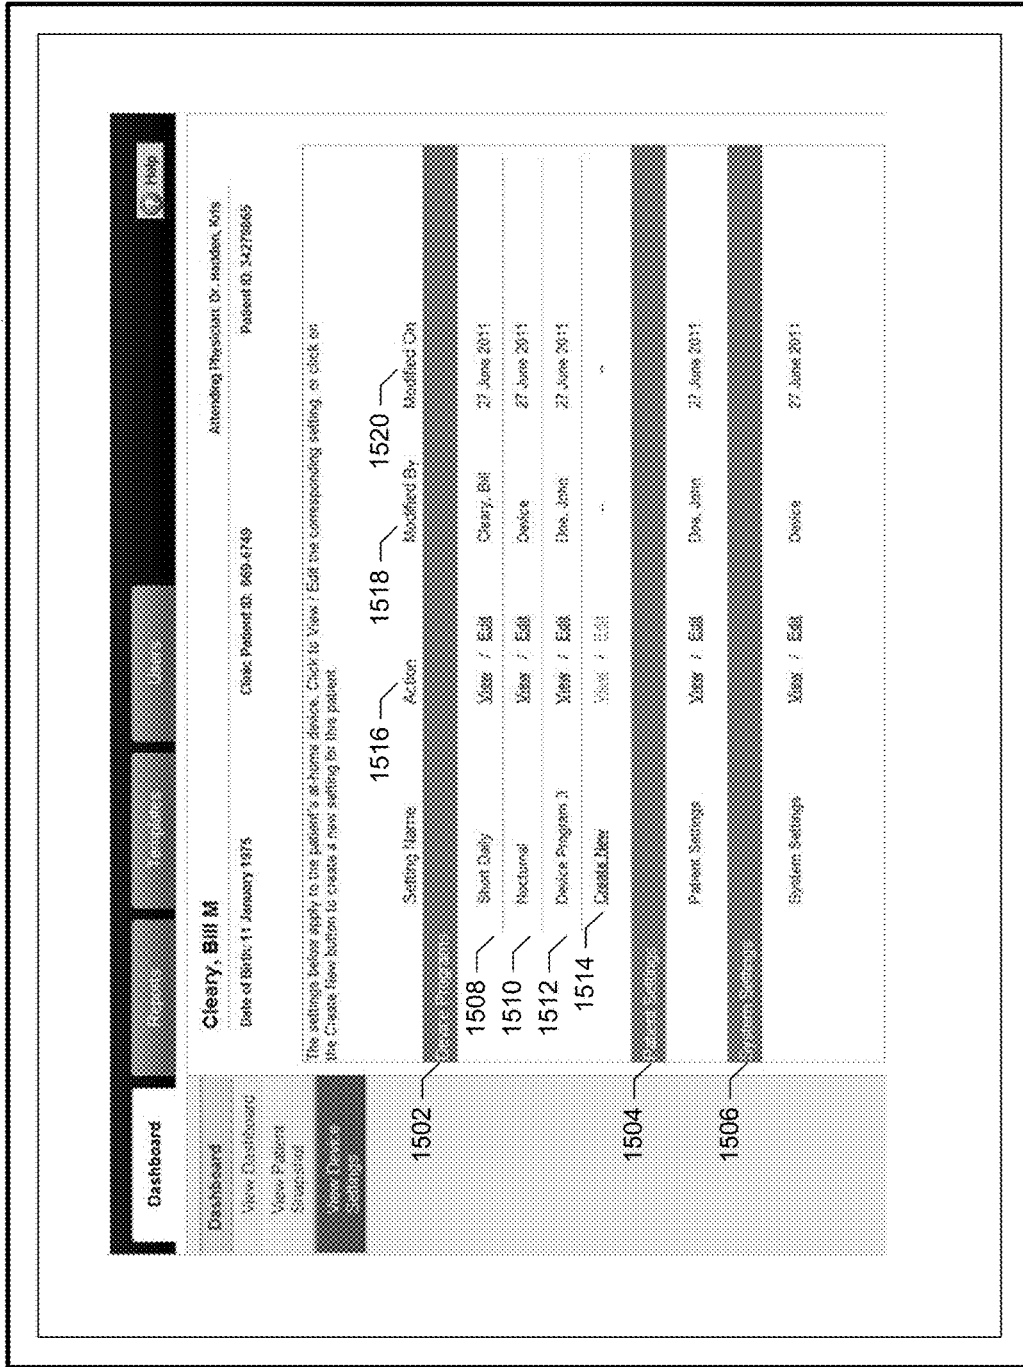 Dashboard
Help
Dashboard
View Dashboard
View Patient
Snapshot
Cleary, Bill M
Attending Physician: Dr. Madden, Kris
Date of Birth: 11 January 1975
Clinic Patient ID: 869-6749
Patient ID: 34279865
The settings below apply to the patient's at-home device. Click to View / Edit the corresponding setting, or click on
the Create New button to create a new setting for this patient.
1516
1518
1520
Setting Name Action Modified By Modified On
1502
1508
Short Daily View / Edit Cleary, Bill 27 June 2011
1510
Nocturnal View / Edit Device 27 June 2011
1512
Device Program 3 View / Edit Doe, John 27 June 2011
1514
Create New View / Edit -- --
1504
Patient Settings View / Edit Doe, John 27 June 2011
1506
System Settings View / Edit Device 27 June 2011